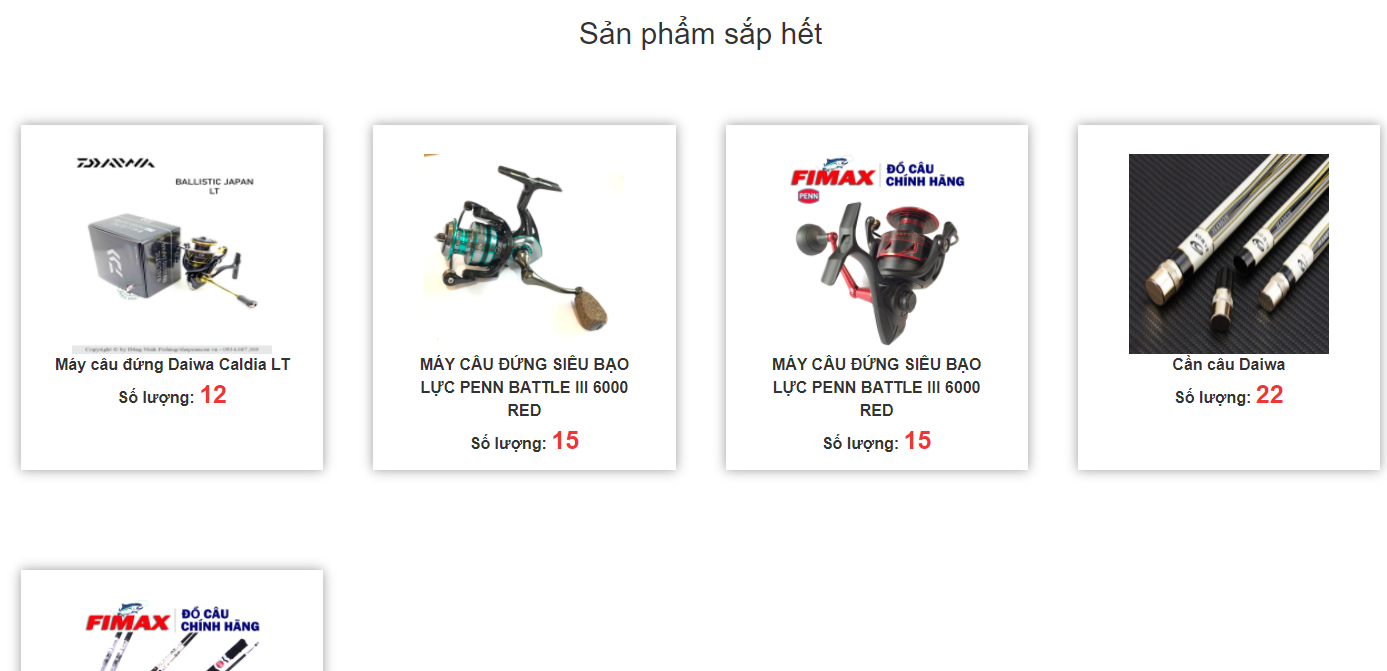 Sản phẩm sắp hết
DAIWA
BALLISTIC JAPAN
LT
Máy câu đứng Daiwa Caldia LT
Số lượng: 12
MÁY CÂU ĐỨNG SIÊU BẠO
LỰC PENN BATTLE III 6000
RED
Số lượng: 15
FIMAX
ĐỒ CÂU
CHÍNH HÃNG
PENN
MÁY CÂU ĐỨNG SIÊU BẠO
LỰC PENN BATTLE III 6000
RED
Số lượng: 15
Cần câu Daiwa
Số lượng: 22
FIMAX
ĐỒ CÂU
CHÍNH HÃNG